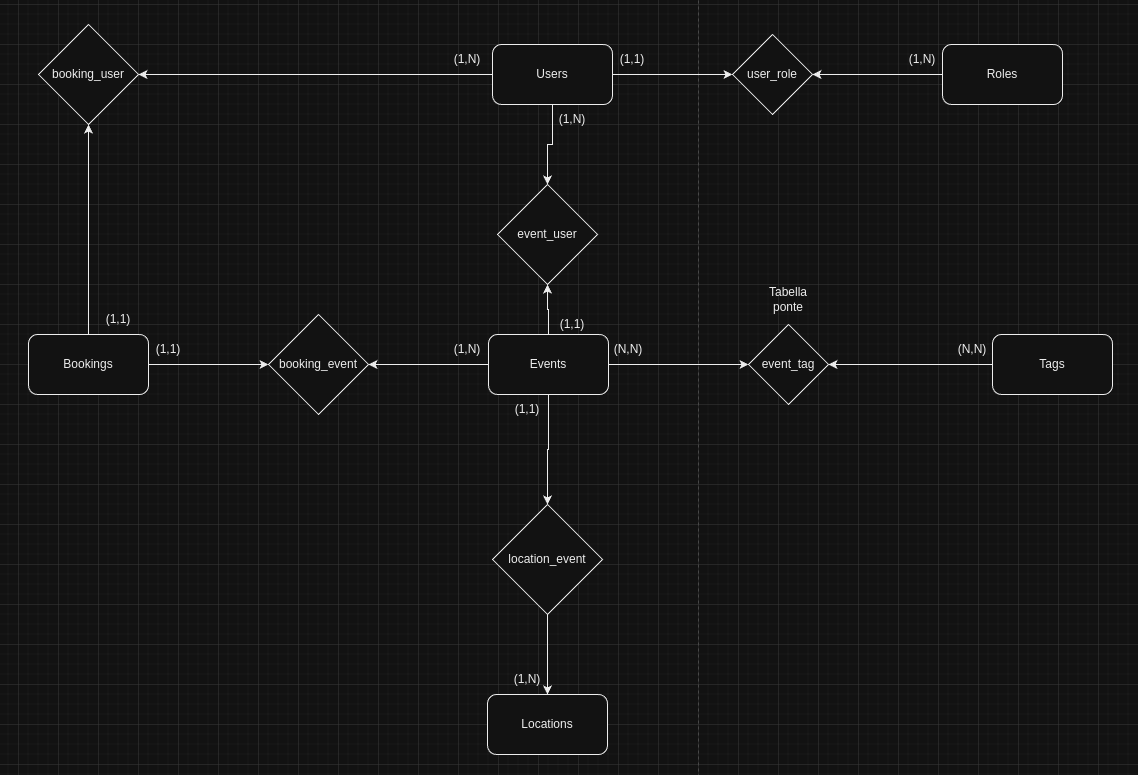 booking_user
(1,N)
Users
(1,1)
user_role
(1,N)
Roles
(1,N)
event_user
Tabella
ponte
(1,1)
(1,1)
Bookings
(1,1)
booking_event
(1,N)
Events
(N,N)
event_tag
(N,N)
Tags
(1,1)
location_event
(1,N)
Locations